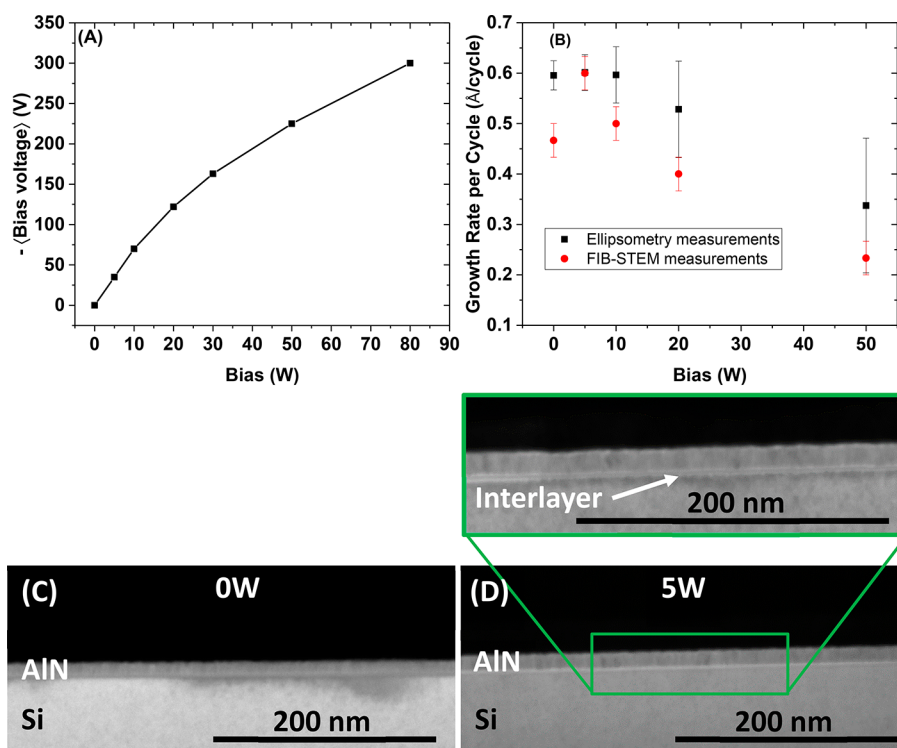 (A)
- ⟨Bias voltage⟩ (V)
300
250
200
150
100
50
0
0 10 20 30 40 50 60 70 80 90
Bias (W)
(B)
Growth Rate per Cycle (Å/cycle)
0.7
0.6
0.5
0.4
0.3
0.2
0.1
Ellipsometry measurements
FIB-STEM measurements
0 10 20 30 40 50
Bias (W)
Interlayer
200 nm
(C)
0W
AlN
Si
200 nm
(D)
5W
AlN
Si
200 nm